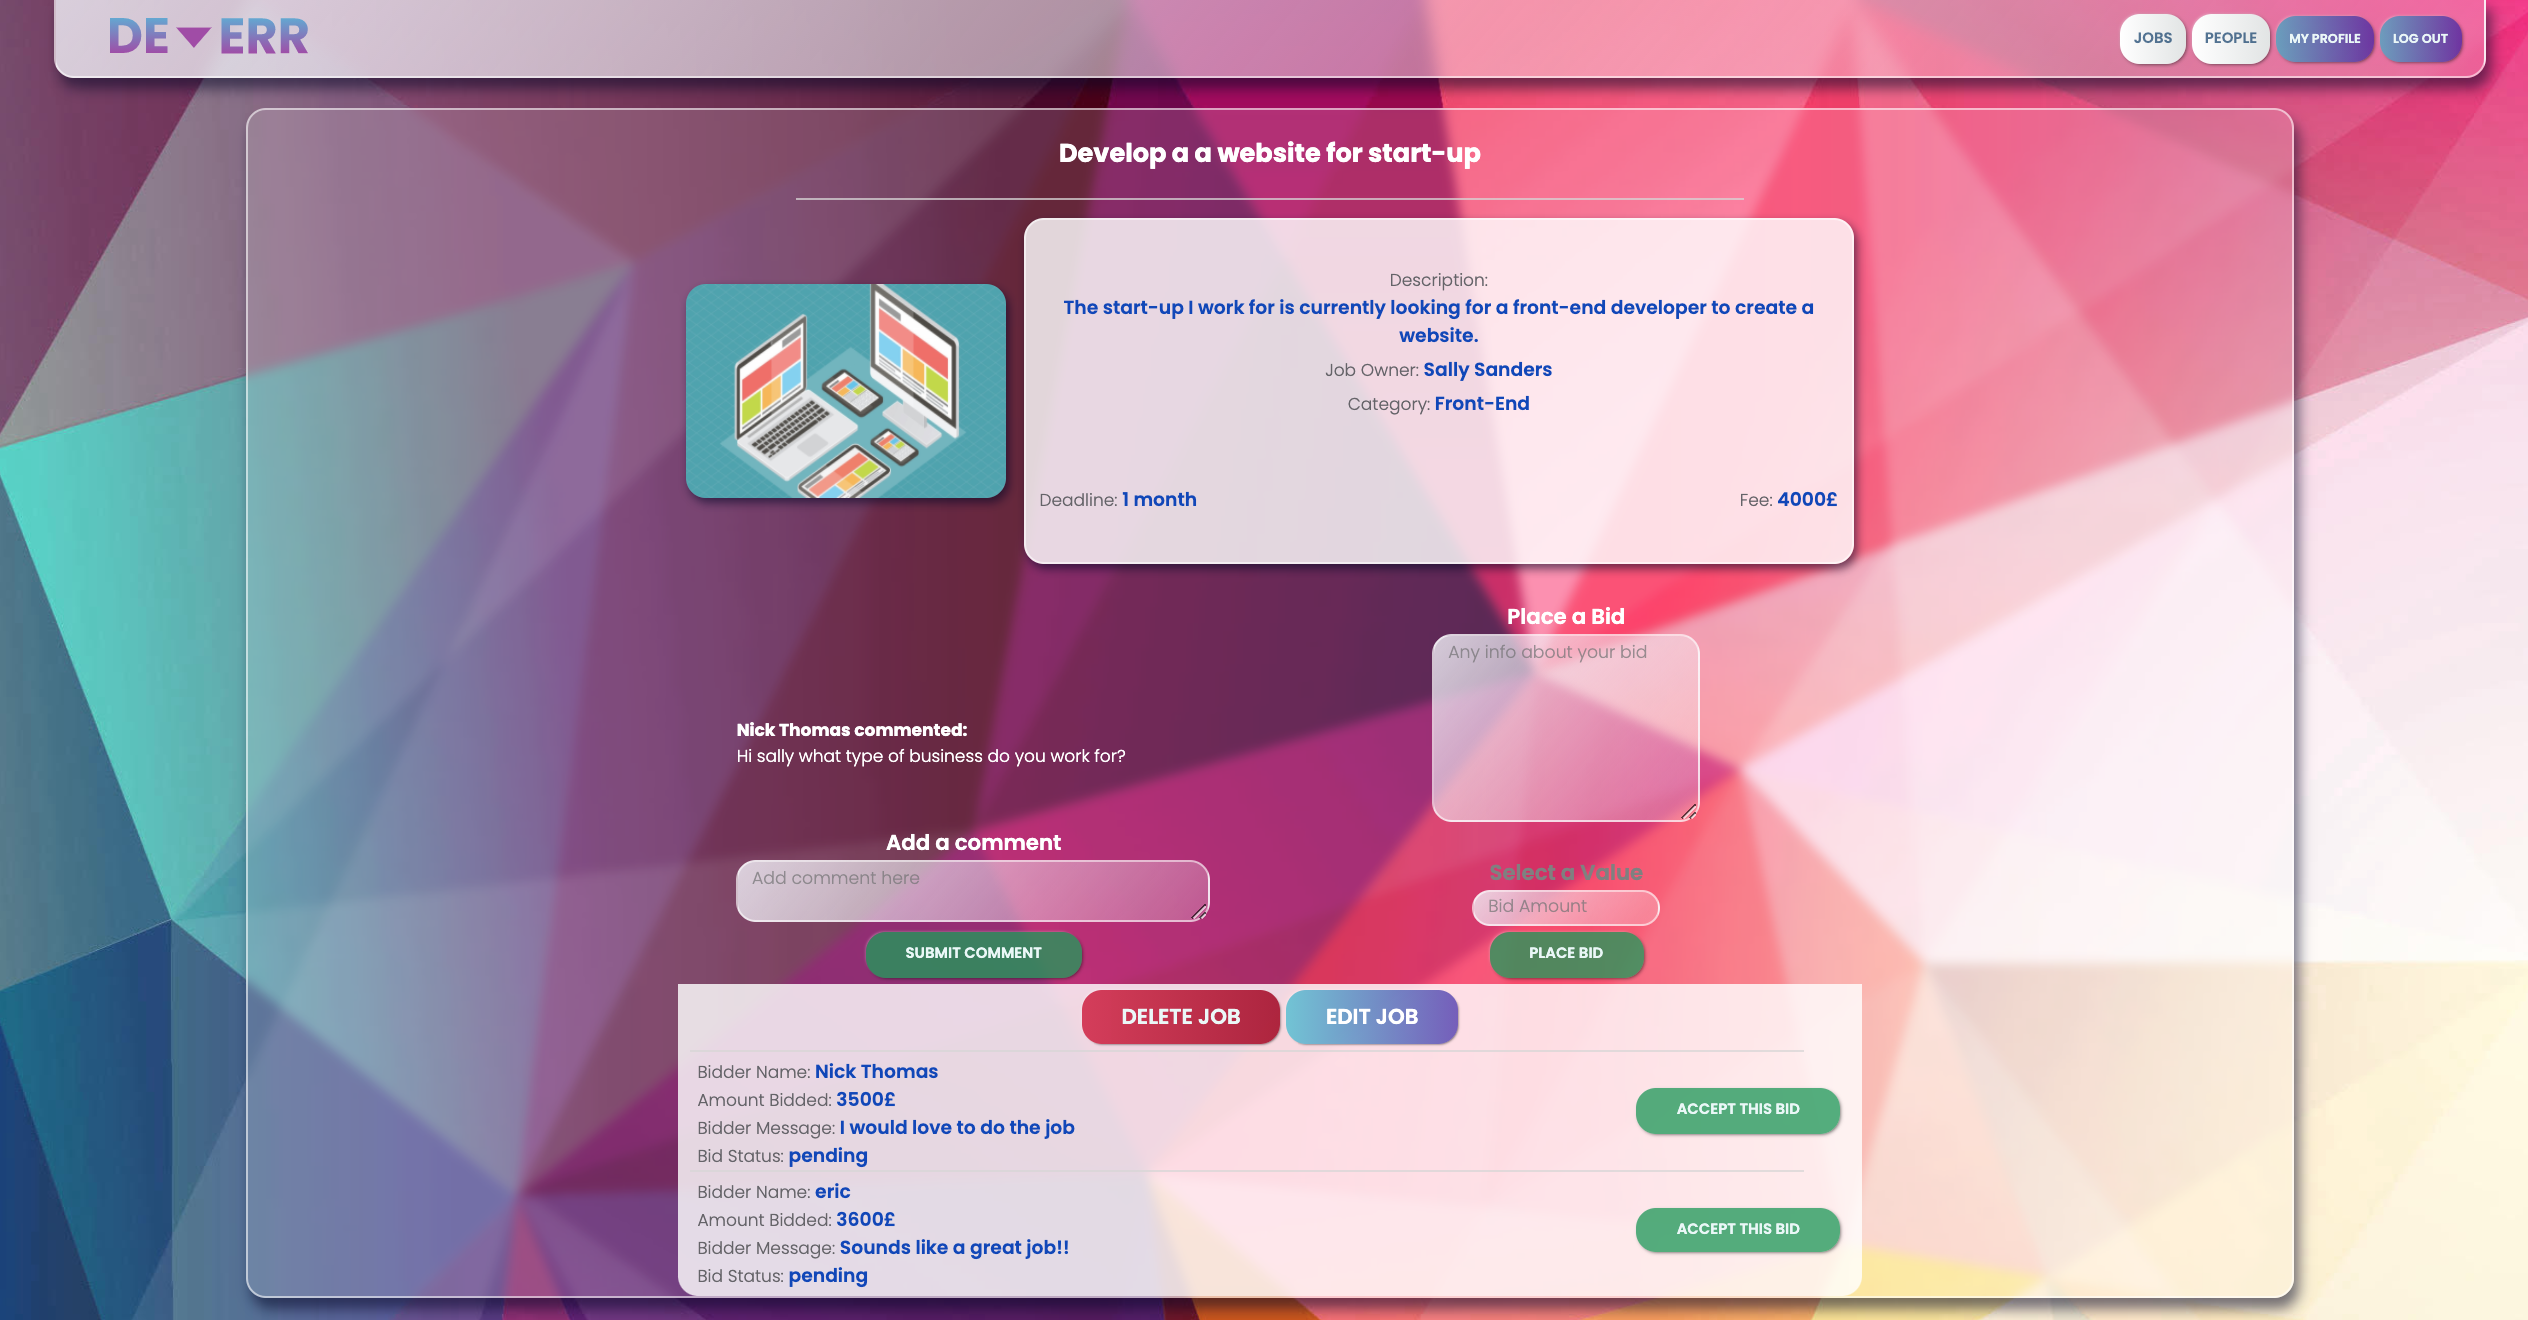 DEVERR
JOBS
PEOPLE
MY PROFILE
LOG OUT
Develop a a website for start-up
Description:
The start-up I work for is currently looking for a front-end developer to create a
website.
Job Owner: Sally Sanders
Category: Front-End
Deadline: 1 month
Fee: 4000£
Nick Thomas commented:
Hi sally what type of business do you work for?
Add a comment
Add comment here
SUBMIT COMMENT
Place a Bid
Any info about your bid
Select a Value
Bid Amount
PLACE BID
DELETE JOB
EDIT JOB
Bidder Name: Nick Thomas
Amount Bidded: 3500£
Bidder Message: I would love to do the job
Bid Status: pending
ACCEPT THIS BID
Bidder Name: eric
Amount Bidded: 3600£
Bidder Message: Sounds like a great job!!
Bid Status: pending
ACCEPT THIS BID